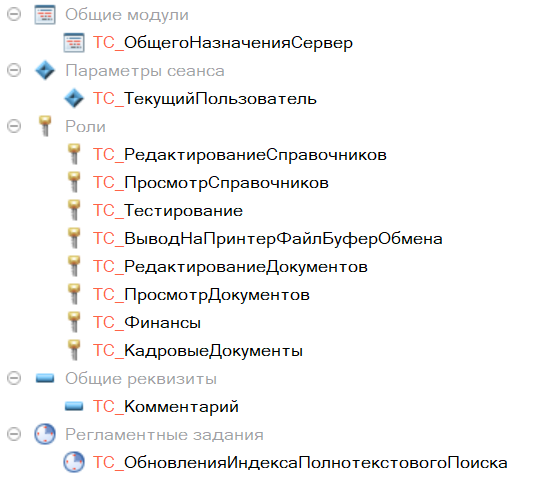 Общие модули
ТС_ОбщегоНазначенияСервер
Параметры сеанса
ТС_ТекущийПользователь
Роли
ТС_РедактированиеСправочников
ТС_ПросмотрСправочников
ТС_Тестирование
ТС_ВыводНаПринтерФайлБуферОбмена
ТС_РедактированиеДокументов
ТС_ПросмотрДокументов
ТС_Финансы
ТС_КадровыеДокументы
Общие реквизиты
ТС_Комментарий
Регламентные задания
ТС_ОбновленияИндексаПолнотекстовогоПоиска